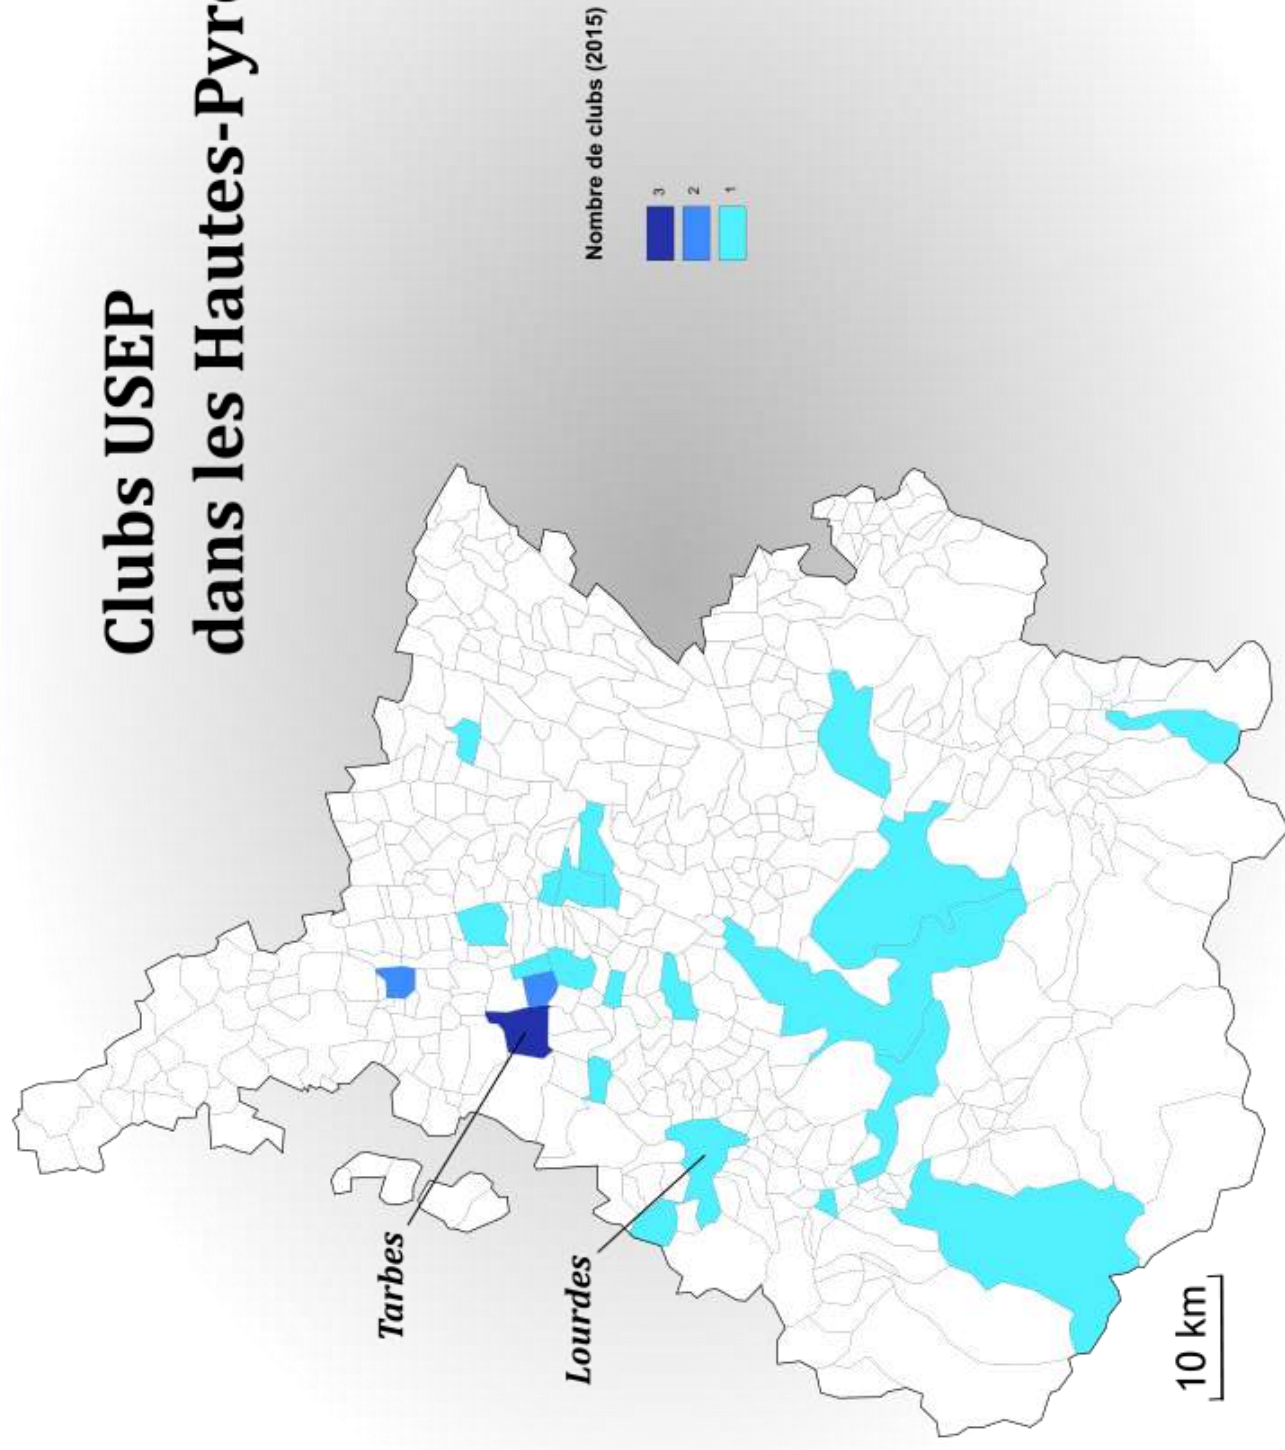 Clubs USEP
dans les Hautes-Pyr
Nombre de clubs (2015)
3
2
1
Tarbes
Lourdes
10 km